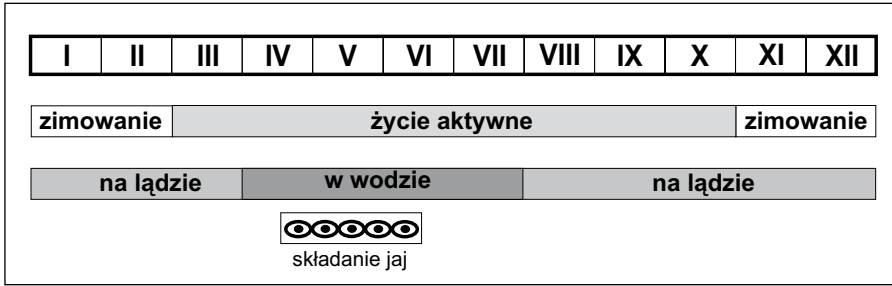 I II III IV V VI VII VIII IX X XI XII
zimowanie życie aktywne zimowanie
na lądzie w wodzie na lądzie
składanie jaj